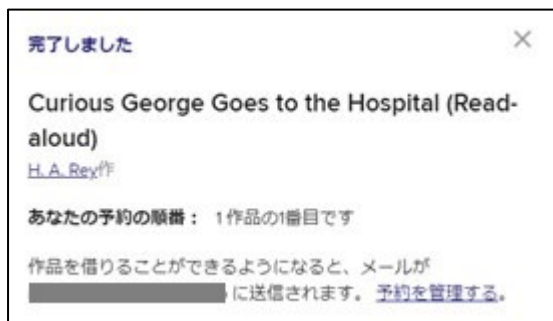 完了しました
Curious George Goes to the Hospital (Read-
aloud)
H. A. Rey作
あなたの予約の順番： 1作品の1番目です
作品を借りることができるようになると、メールが
に送信されます。 予約を管理する。